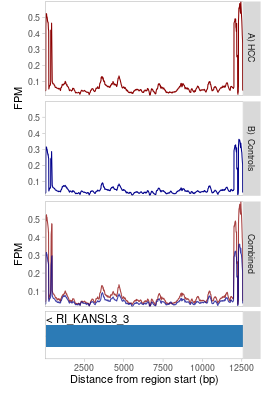 0.5
0.4
0.3
0.2
0.1
FPM
A) HCC
0.5
0.4
0.3
0.2
0.1
FPM
B) Controls
0.5
0.4
0.3
0.2
0.1
FPM
Combined
< RI_KANSL3_3
2500 5000 7500 10000 12500
Distance from region start (bp)